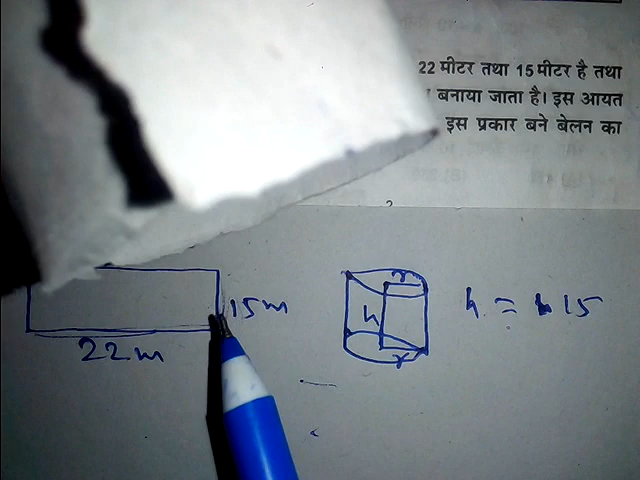 22 मीटर तथा 15 मीटर है तथा
बनाया जाता है। इस आयत
इस प्रकार बने बेलन का
15m
22m
r
h
r
h = 15